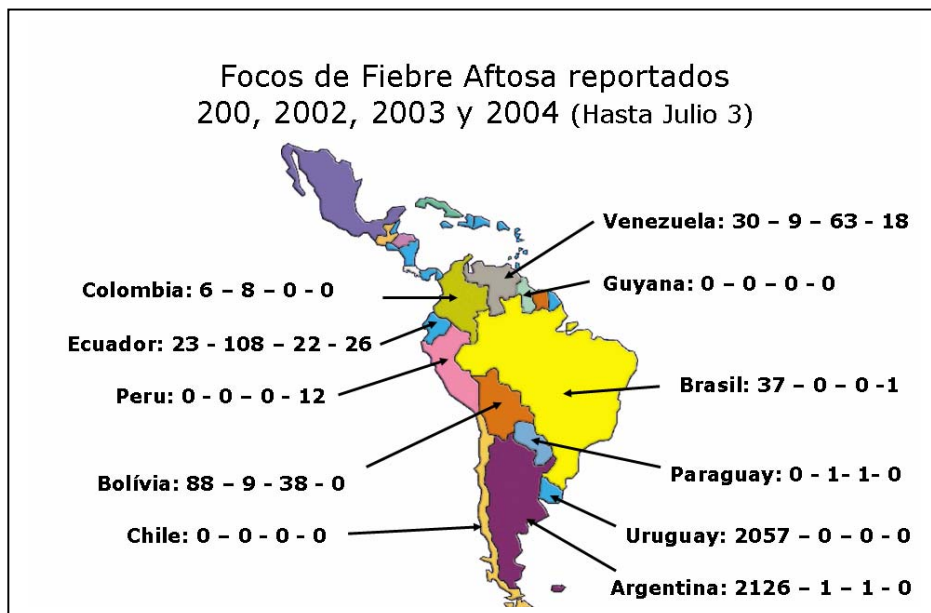 Focos de Fiebre Aftosa reportados
200, 2002, 2003 y 2004 (Hasta Julio 3)
Venezuela: 30 – 9 – 63 - 18
Guyana: 0 – 0 – 0 - 0
Colombia: 6 – 8 – 0 - 0
Ecuador: 23 - 108 – 22 - 26
Peru: 0 - 0 – 0 - 12
Brasil: 37 – 0 – 0 -1
Bolívia: 88 – 9 - 38 - 0
Paraguay: 0 - 1- 1- 0
Chile: 0 – 0 - 0 - 0
Uruguay: 2057 – 0 – 0 - 0
Argentina: 2126 – 1 – 1 - 0